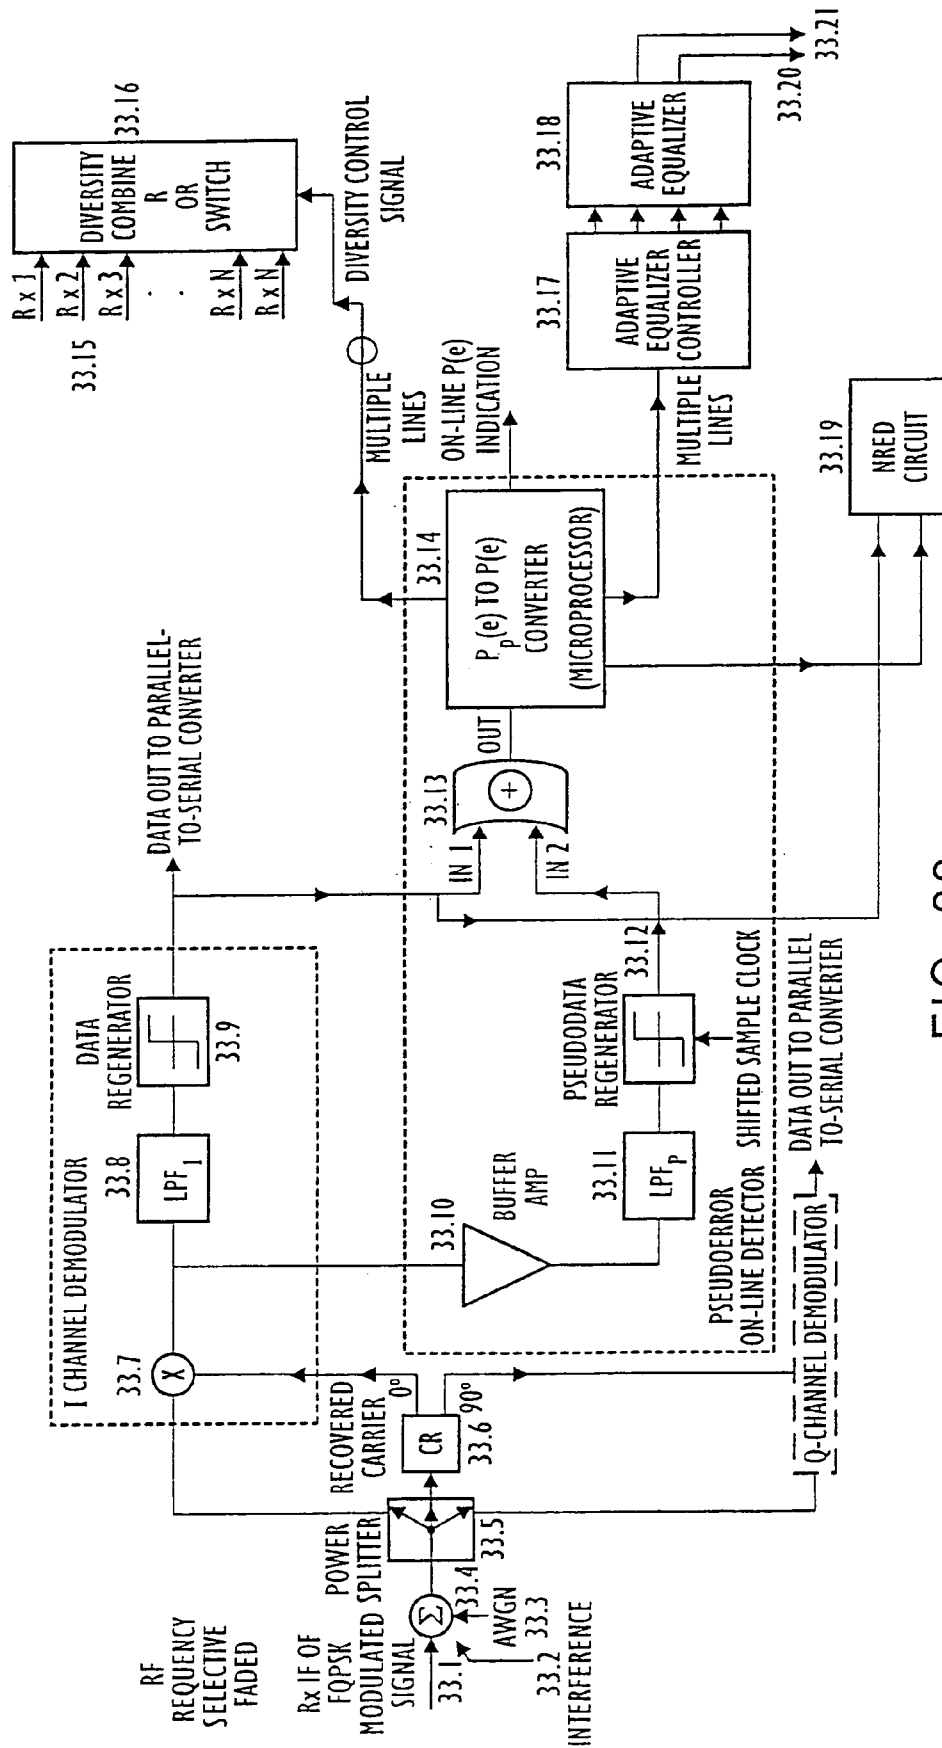 RF
REQUENCY
SELECTIVE
FADED
Rx IF OF
FQPSK
MODULATED
SIGNAL
33.1
33.2
INTERFERENCE
AWGN
33.3
Σ
33.4
POWER
SPLITTER
33.5
CR
33.6
RECOVERED
CARRIER
0°
90°
I CHANNEL DEMODULATOR
33.7
X
33.8
LPF1
DATA
REGENERATOR
33.9
DATA OUT TO PARALLEL-
TO-SERIAL CONVERTER
33.10
BUFFER
AMP
33.11
LPFP
PSEUDODATA
REGENERATOR
33.12
SHIFTED SAMPLE CLOCK
PSEUDOERROR
ON-LINE DETECTOR
Q-CHANNEL DEMODULATOR
DATA OUT TO PARALLEL
TO-SERIAL CONVERTER
IN 1
IN 2
33.13
+
OUT
33.14
Pp(e) TO P(e)
CONVERTER
(MICROPROCESSOR)
ON-LINE P(e)
INDICATION
MULTIPLE
LINES
DIVERSITY CONTROL
SIGNAL
33.15
Rx 1
Rx 2
Rx 3
. .
Rx N
Rx N
DIVERSITY
COMBINE
R
OR
SWITCH
33.16
MULTIPLE
LINES
33.17
ADAPTIVE
EQUALIZER
CONTROLLER
33.18
ADAPTIVE
EQUALIZER
33.19
NRED
CIRCUIT
33.20
33.21